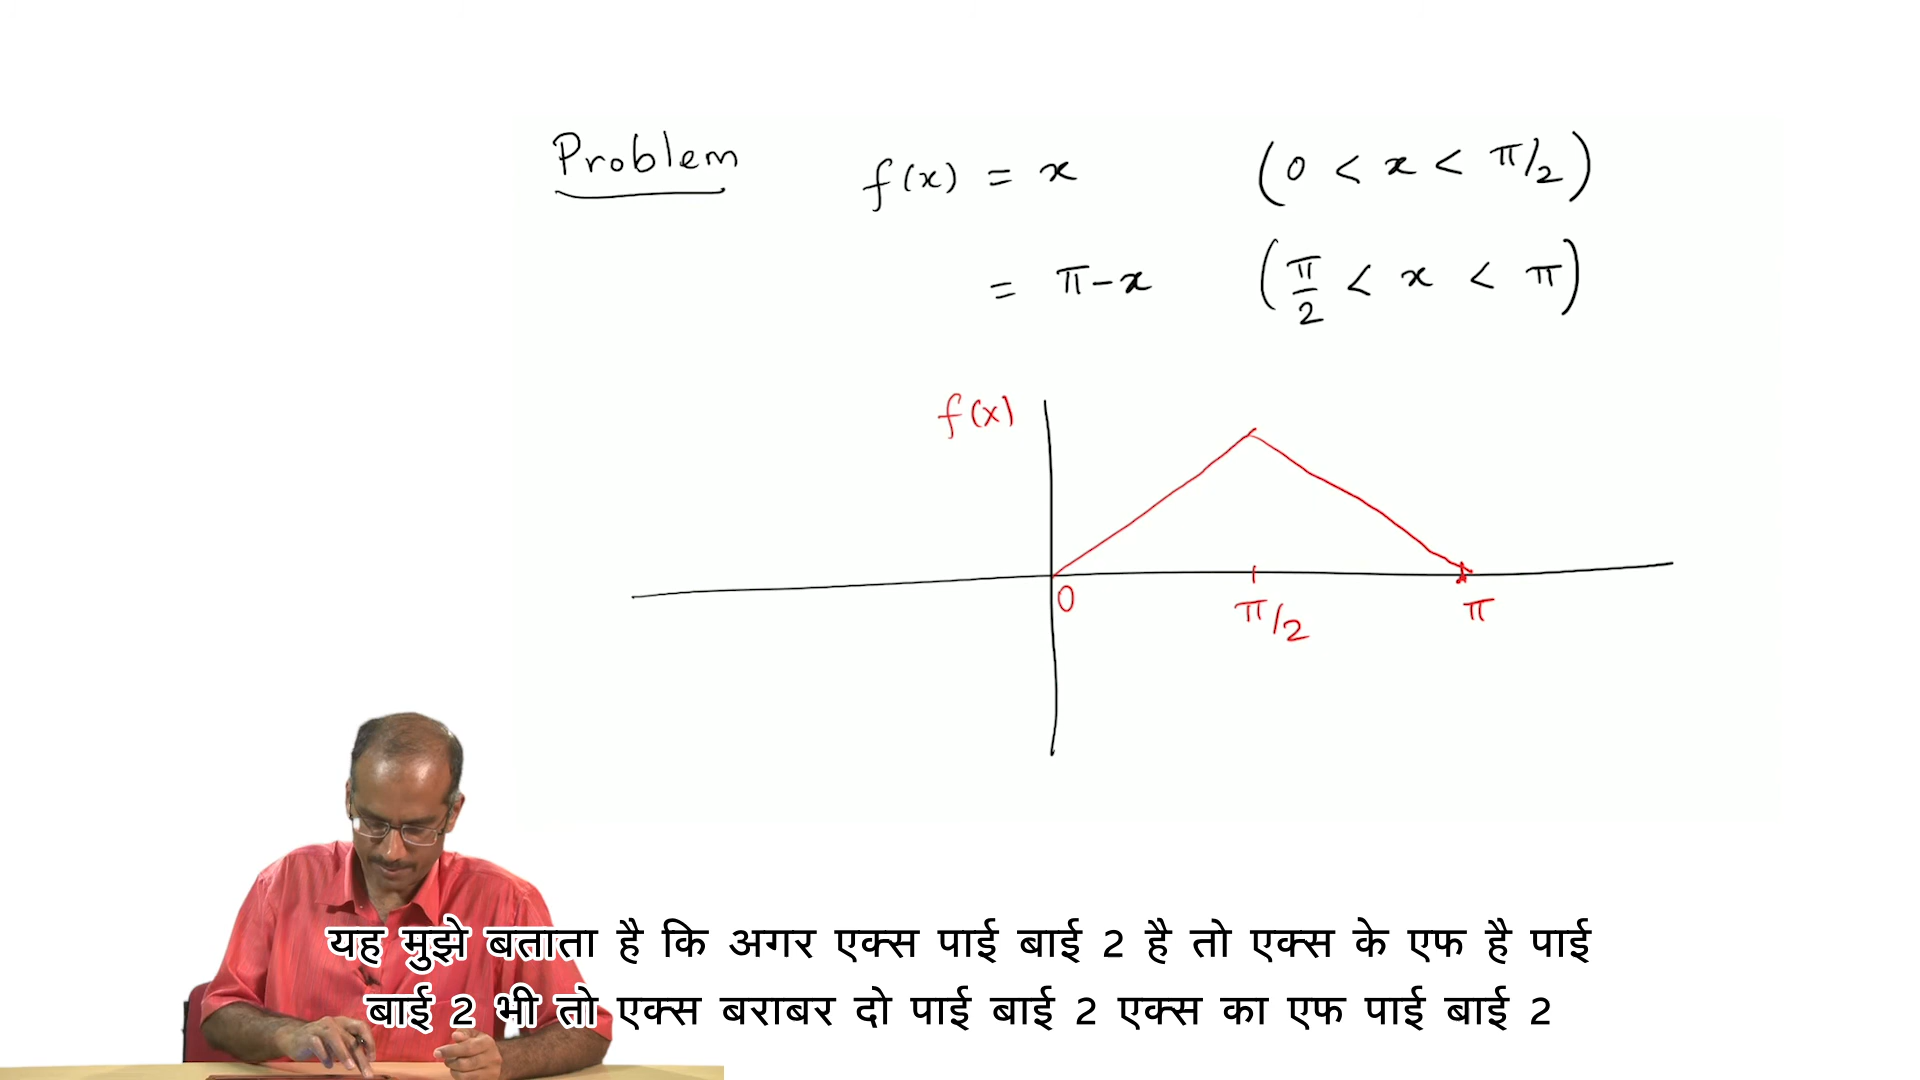 Problem f(x) = x (0 < x < π/2)
= π-x (π/2 < x < π)
f(x)
0 π/2 π
यह मुझे बताता है कि अगर एक्स पाई बाई 2 है तो एक्स के एफ है पाई
बाई 2 भी तो एक्स बराबर दो पाई बाई 2 एक्स का एफ पाई बाई 2